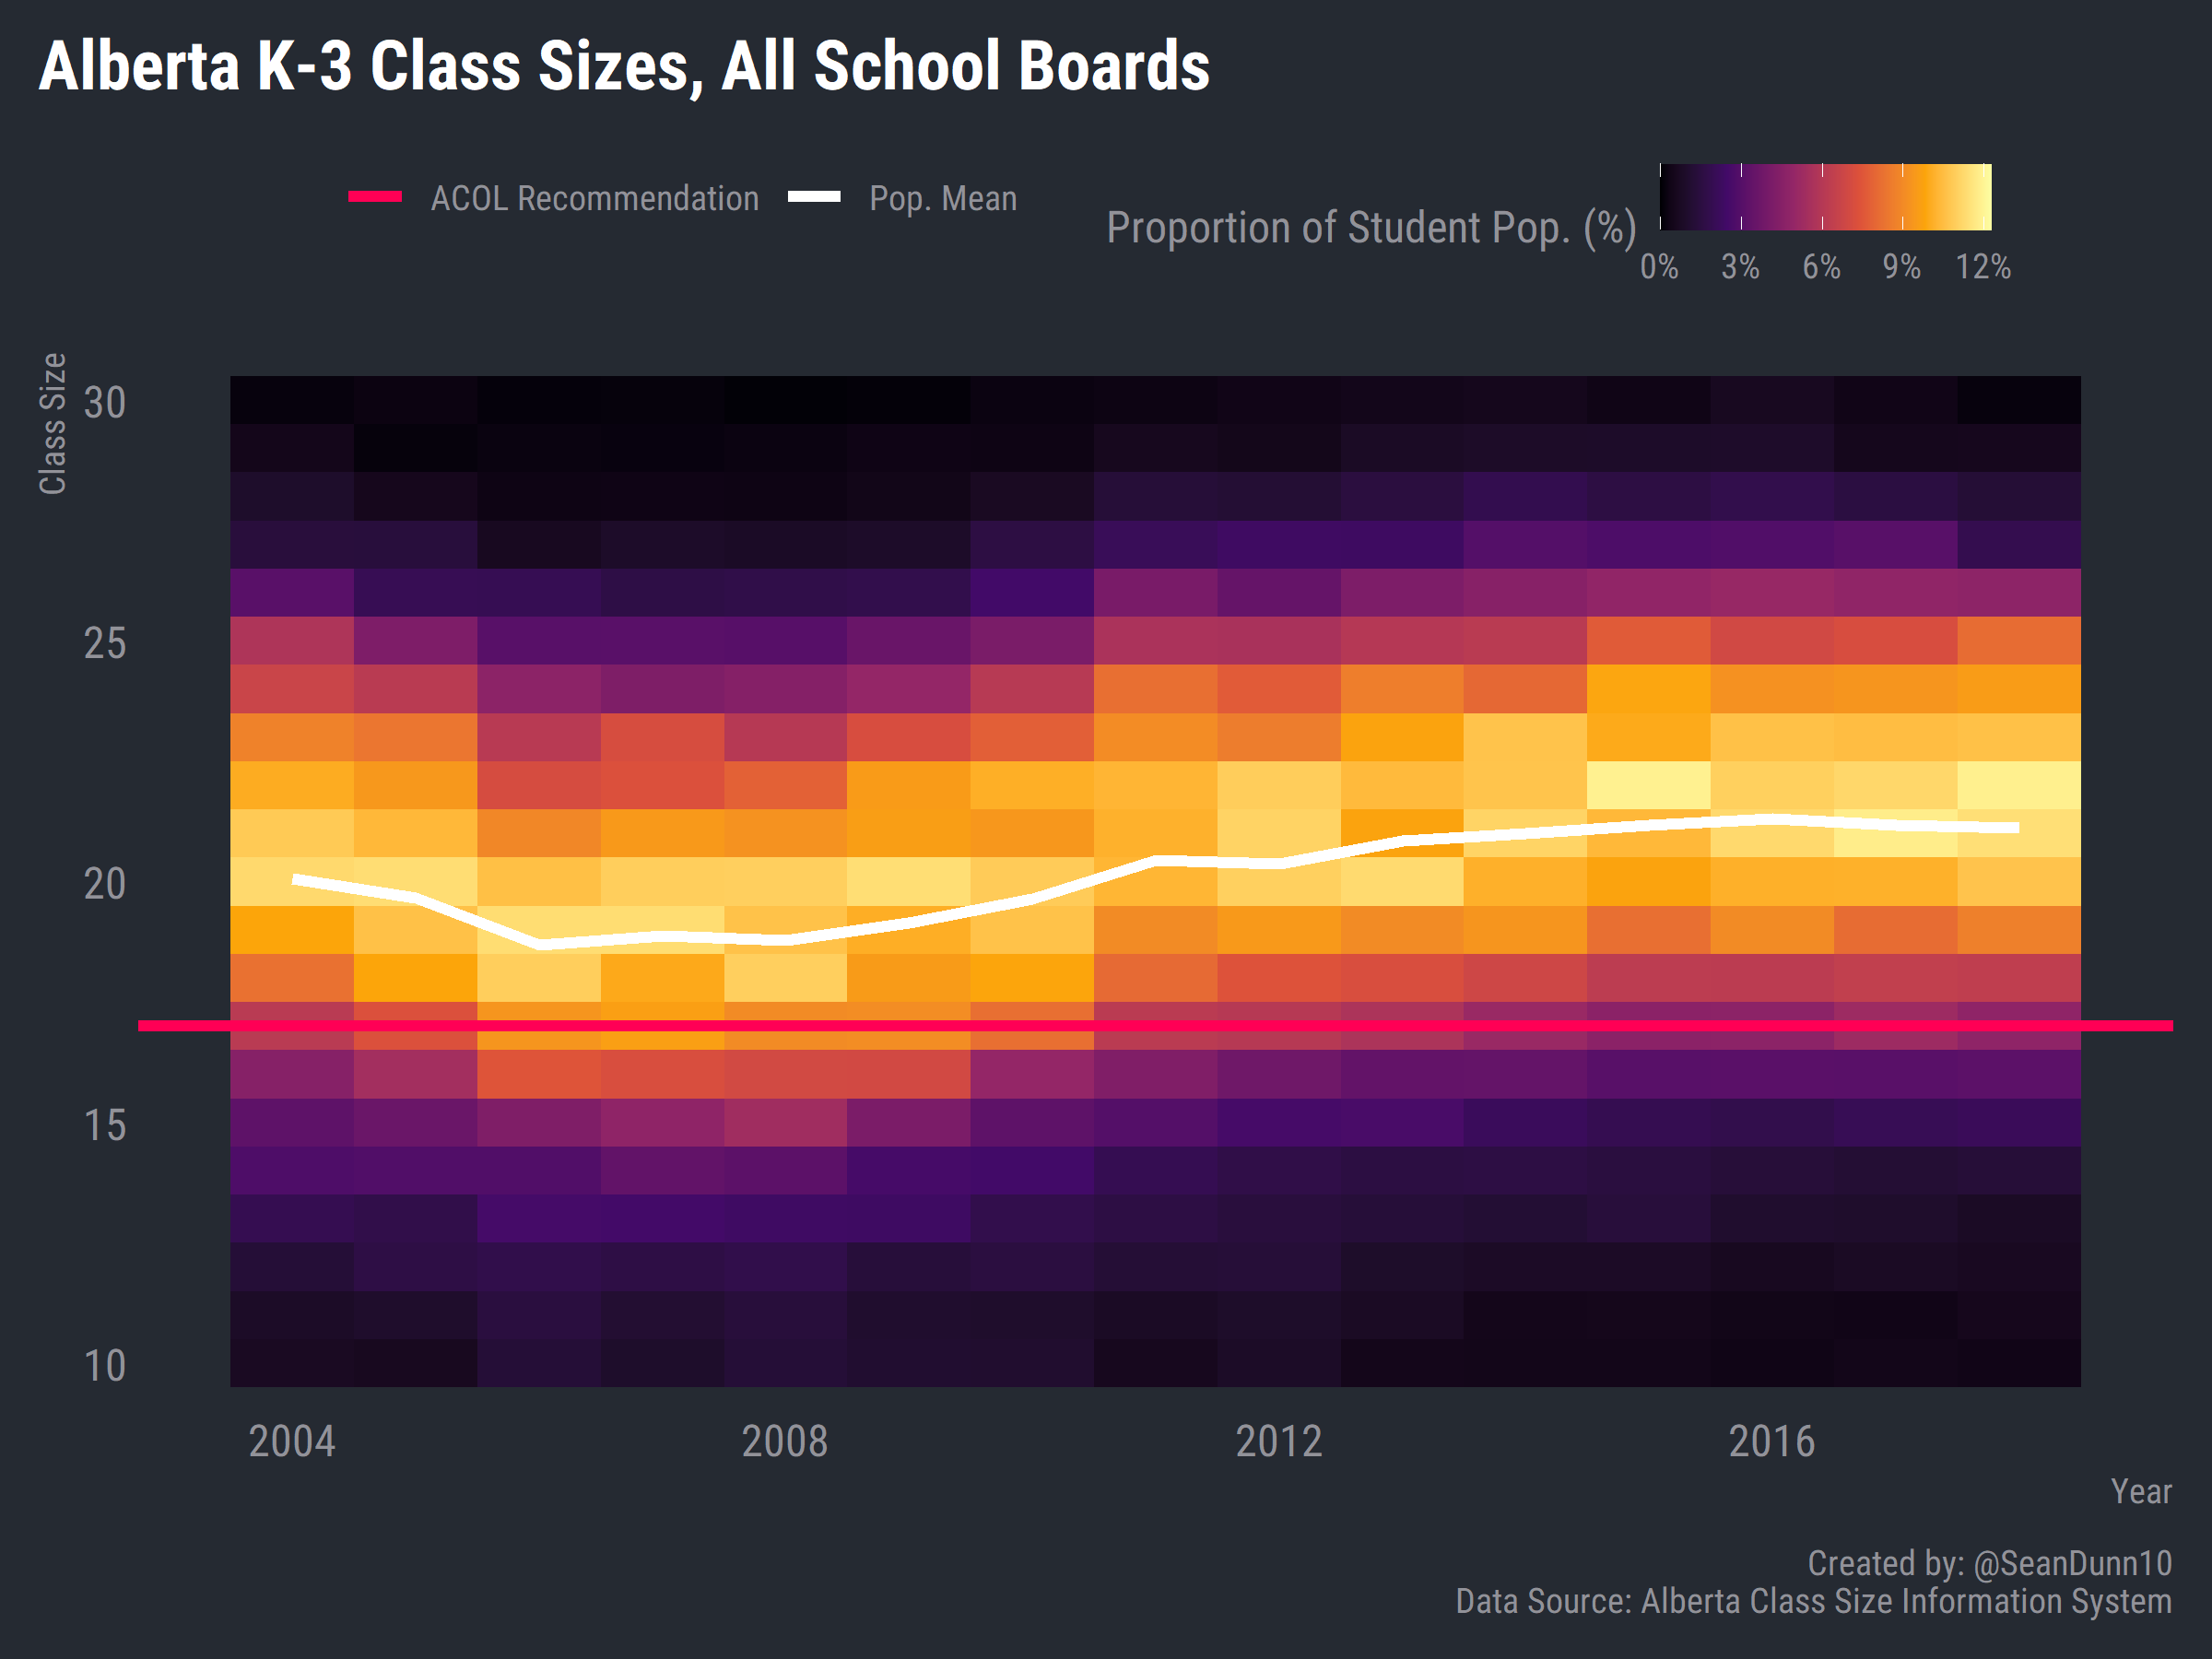 Alberta K-3 Class Sizes, All School Boards
ACOL Recommendation
Pop. Mean
Proportion of Student Pop. (%)
0% 3% 6% 9% 12%
Class Size
30
25
20
15
10
2004 2008 2012 2016
Year
Created by: @SeanDunn10
Data Source: Alberta Class Size Information System